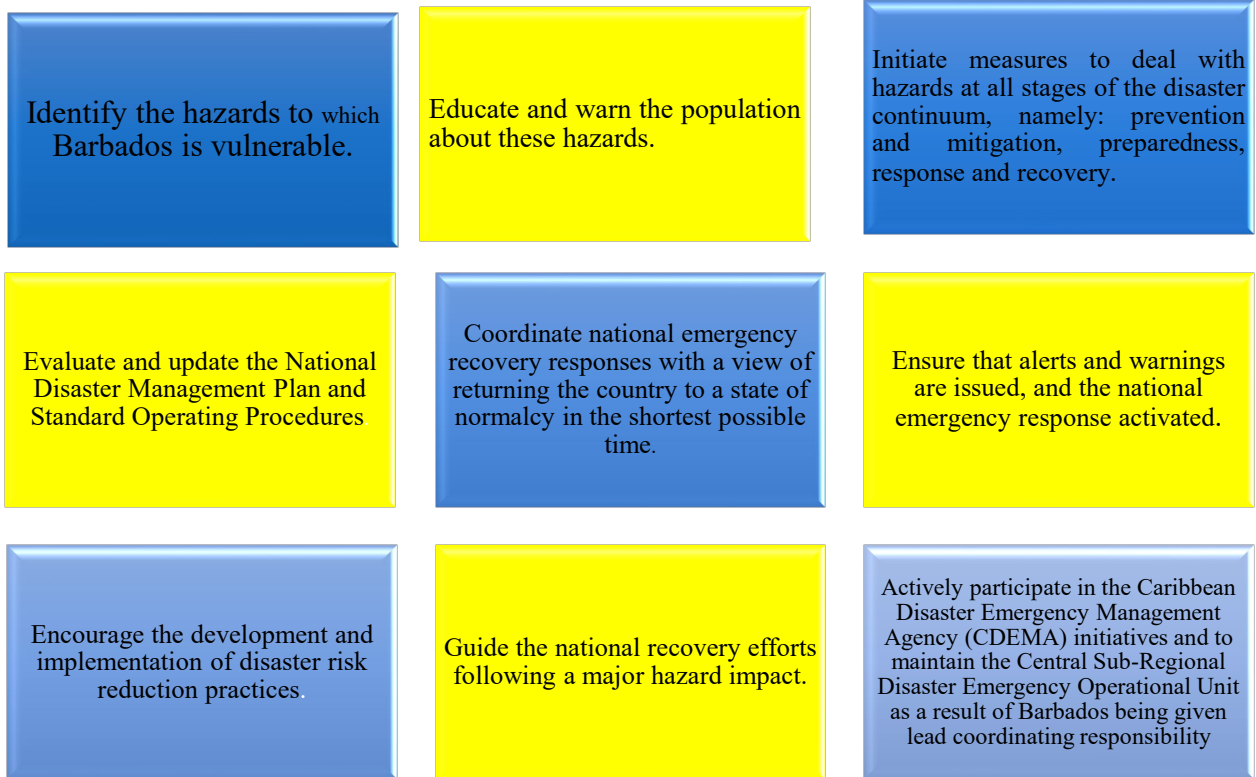 Identify the hazards to which
Barbados is vulnerable.
Educate and warn the population
about these hazards.
Initiate measures to deal with
hazards at all stages of the disaster
continuum, namely: prevention
and mitigation, preparedness,
response and recovery.
Evaluate and update the National
Disaster Management Plan and
Standard Operating Procedures.
Coordinate national emergency
recovery responses with a view of
returning the country to a state of
normalcy in the shortest possible
time.
Ensure that alerts and warnings
are issued, and the national
emergency response activated.
Encourage the development and
implementation of disaster risk
reduction practices.
Guide the national recovery efforts
following a major hazard impact.
Actively participate in the Caribbean
Disaster Emergency Management
Agency (CDEMA) initiatives and to
maintain the Central Sub-Regional
Disaster Emergency Operational Unit
as a result of Barbados being given
lead coordinating responsibility